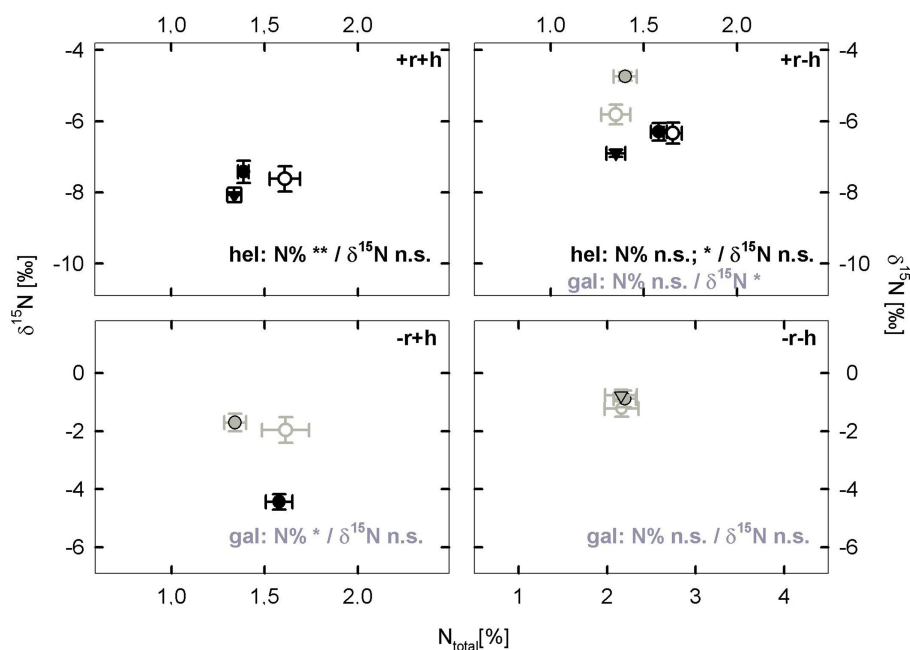 1,0 1,5 2,0 1,0 1,5 2,0
-4 +r+h +r-h -4
-6 -6
-8 -8
-10 hel: N% ** / δ¹⁵N n.s. hel: N% n.s.; * / δ¹⁵N n.s. -10
gal: N% n.s. / δ¹⁵N *
δ¹⁵N [‰] δ¹⁵N [‰]
-r+h -r-h
0 0
-2 -2
-4 -4
gal: N% * / δ¹⁵N n.s. gal: N% n.s. / δ¹⁵N n.s.
-6 -6
1,0 1,5 2,0 1 2 3 4
N_total[%]